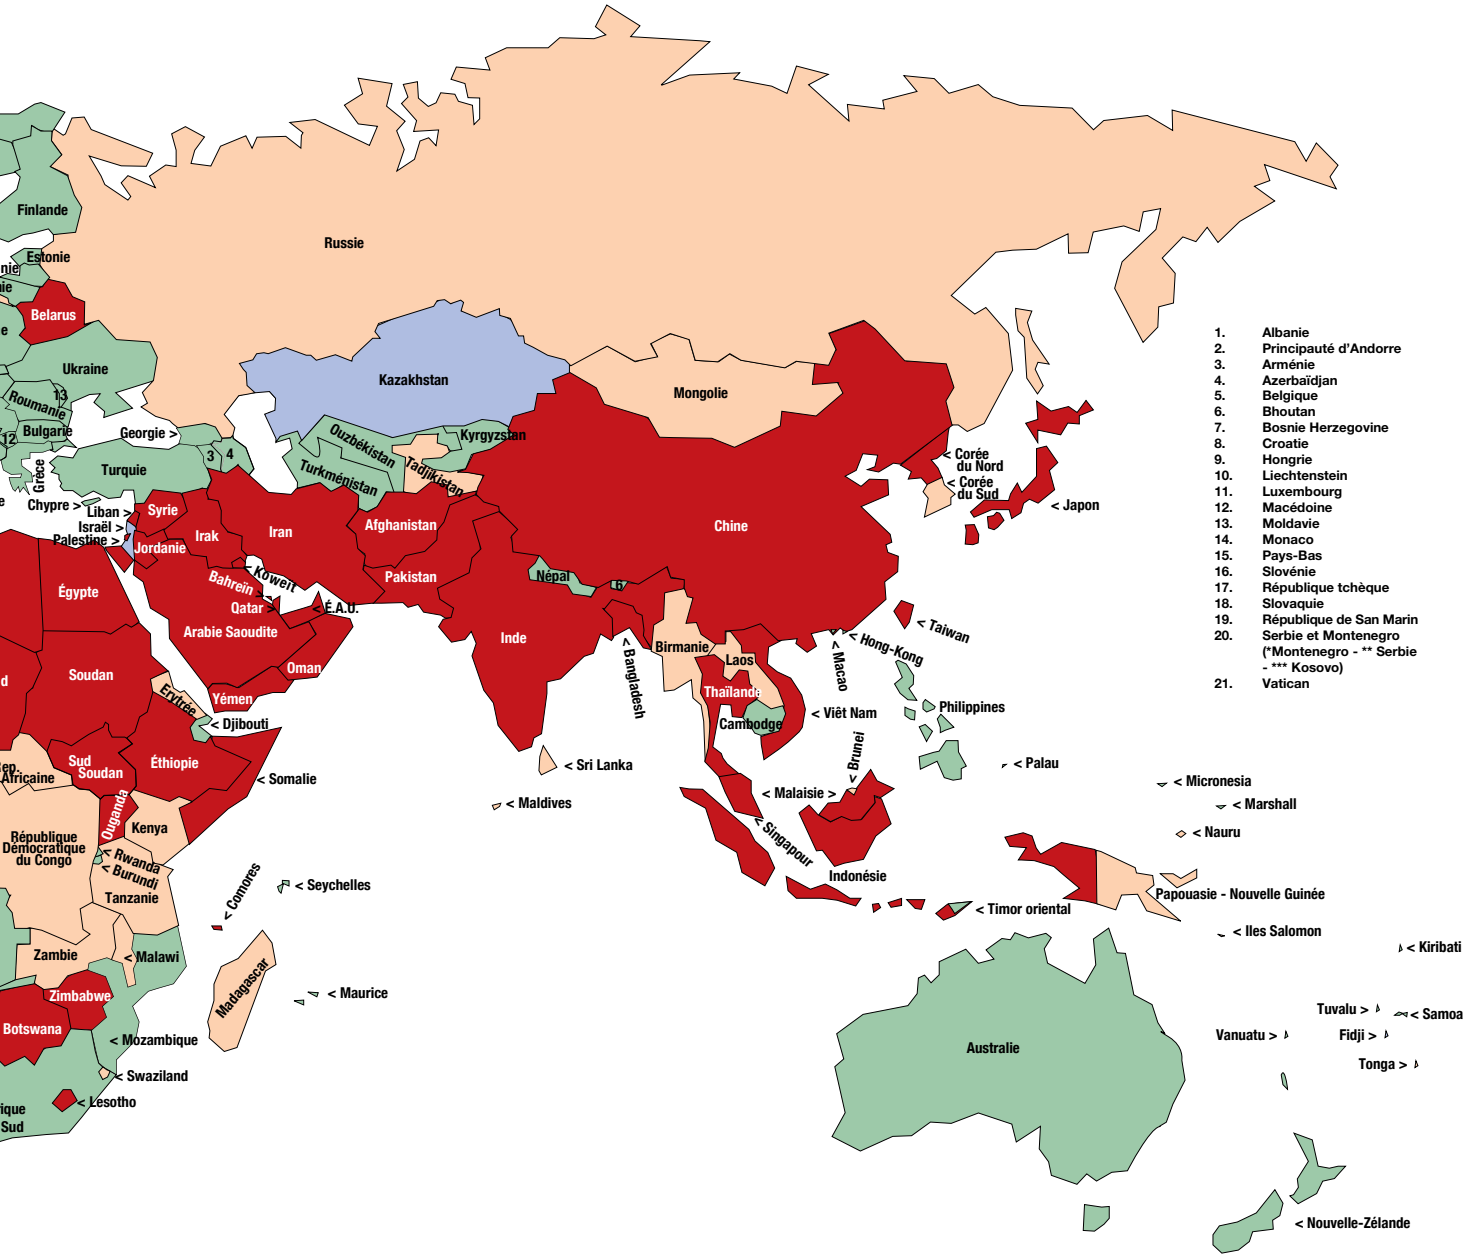 Finlande
Estonie
nie
ie
Belarus
e
Ukraine
13
Roumanie
12
Bulgarie
Grèce
e
Russie
Kazakhstan
Mongolie
Georgie >
Turquie
3
4
Ouzbékistan
Kyrgyzstan
Turkménistan
Tadjikistan
Chypre >
Liban >
Israël >
Palestine >
Syrie
Jordanie
Irak
Iran
Afghanistan
Pakistan
< Koweït
Bahreïn >
Qatar >
< É.A.U.
Arabie Saoudite
Oman
Yémen
Égypte
Soudan
d
Erytrée
< Djibouti
Sud
Soudan
Éthiopie
< Somalie
ep.
Africaine
Ouganda
Kenya
République
Démocratique
du Congo
< Rwanda
< Burundi
Tanzanie
< Comores
< Seychelles
Zambie
< Malawi
Zimbabwe
Botswana
Madagascar
< Maurice
< Mozambique
< Swaziland
< Lesotho
ique
Sud
Chine
Népal
6
Inde
< Bangladesh
Birmanie
Laos
Thaïlande
Cambodge
< Viêt Nam
< Macao
< Hong-Kong
< Taiwan
< Corée
du Nord
< Corée
du Sud
< Japon
Philippines
< Sri Lanka
< Maldives
< Brunei
< Malaisie >
< Singapour
Indonésie
< Timor oriental
< Palau
< Micronesia
< Marshall
< Nauru
Papouasie - Nouvelle Guinée
< Iles Salomon
< Kiribati
Tuvalu >
< Samoa
Vanuatu >
Fidji >
Tonga >
Australie
< Nouvelle-Zélande
1. Albanie
2. Principauté d'Andorre
3. Arménie
4. Azerbaïdjan
5. Belgique
6. Bhoutan
7. Bosnie Herzegovine
8. Croatie
9. Hongrie
10. Liechtenstein
11. Luxembourg
12. Macédoine
13. Moldavie
14. Monaco
15. Pays-Bas
16. Slovénie
17. République tchèque
18. Slovaquie
19. République de San Marin
20. Serbie et Montenegro
(*Montenegro - ** Serbie
- *** Kosovo)
21. Vatican